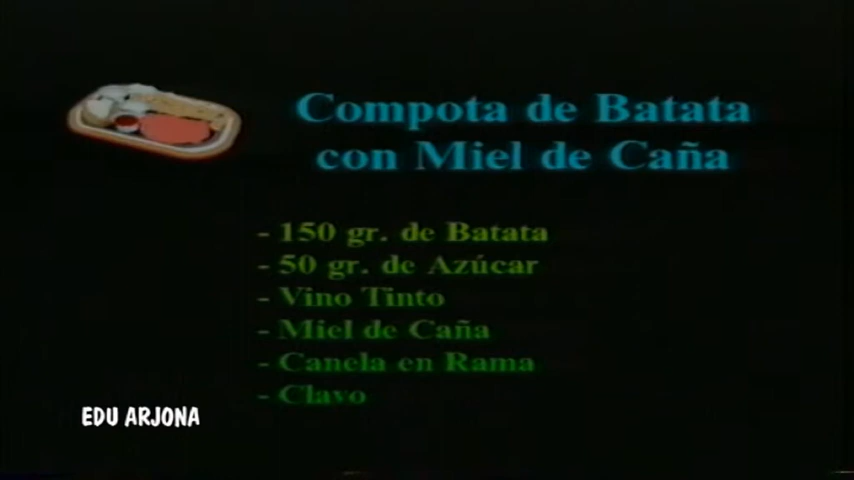 Compota de Batata
con Miel de Caña
- 150 gr. de Batata
- 50 gr. de Azúcar
- Vino Tinto
- Miel de Caña
- Canela en Rama
- Clavo
EDU ARJONA